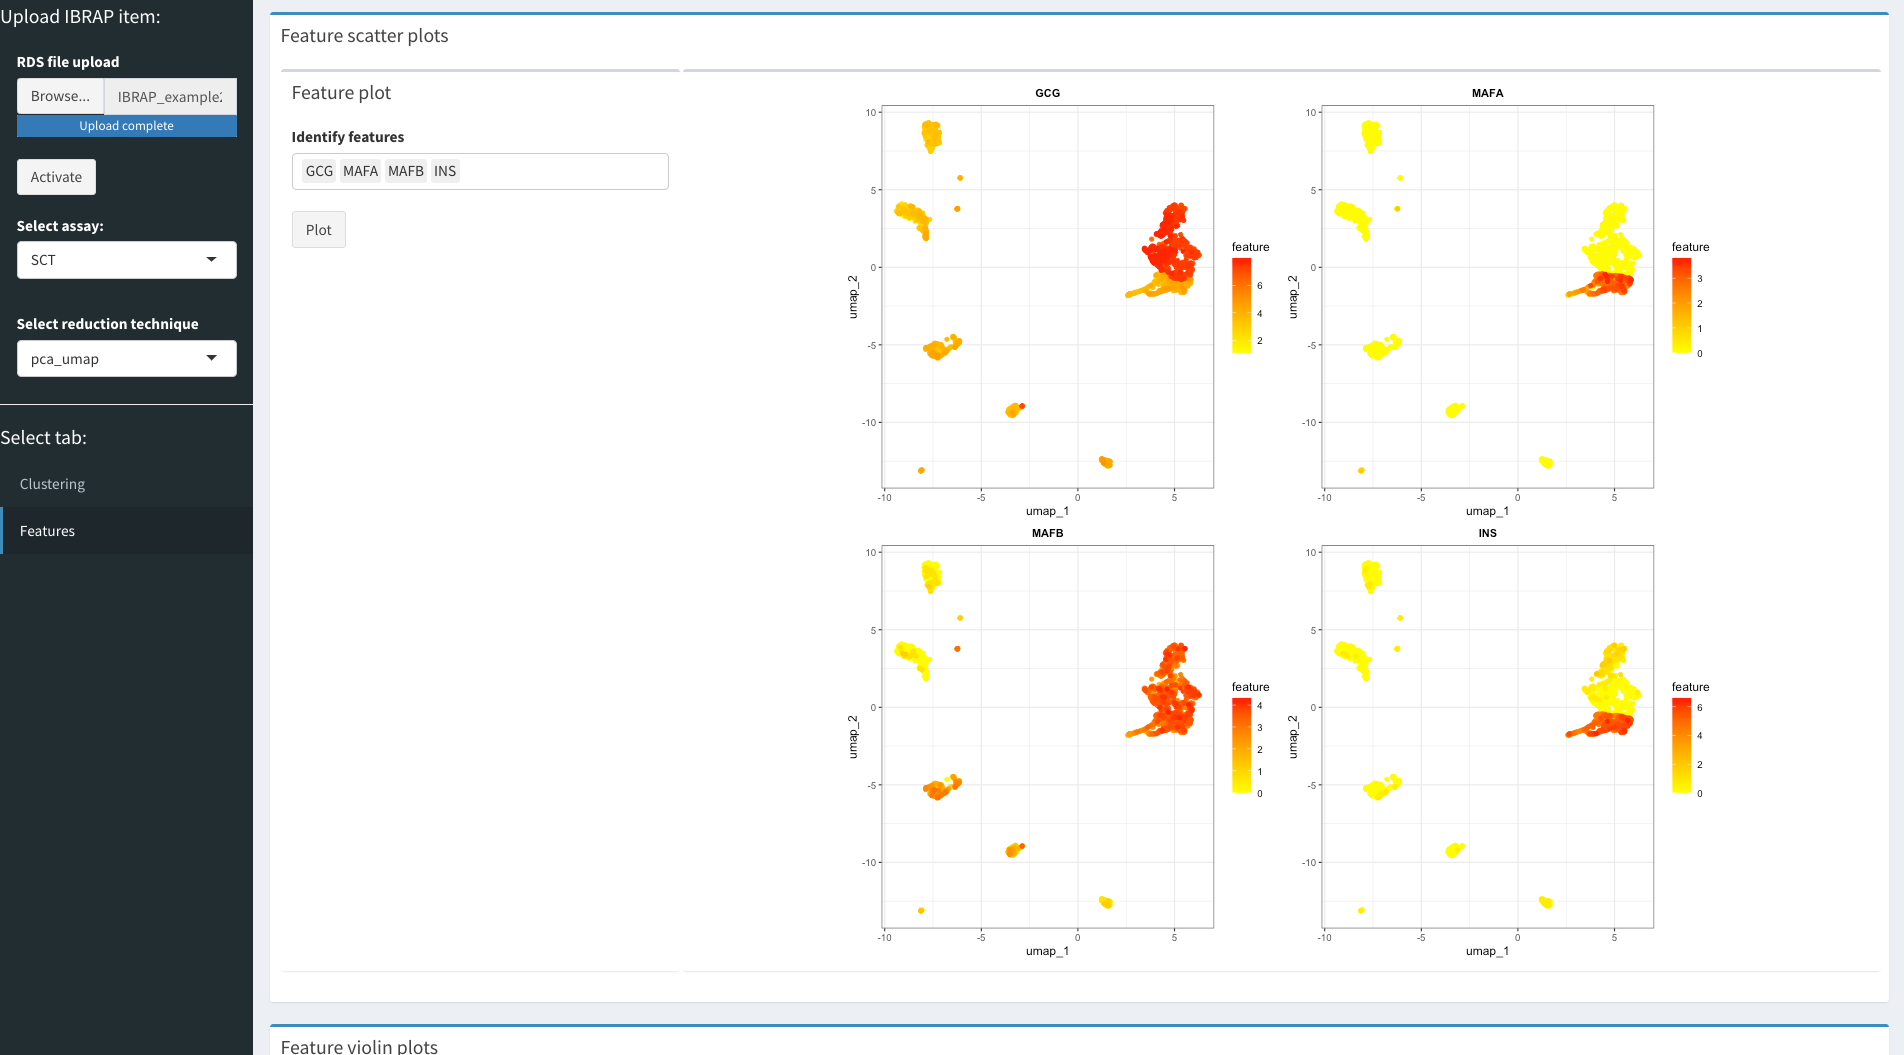 Upload IBRAP item:
RDS file upload
Browse... IBRAP_example
Upload complete
Activate
Select assay:
SCT
Select reduction technique
pca_umap
Select tab:
Clustering
Features
Feature scatter plots
Feature plot
Identify features
GCG MAFA MAFB INS
Plot
GCG
10
5
0
-5
-10
umap_2
-10 -5 0 5
umap_1
feature
6
4
2
MAFA
10
5
0
-5
-10
umap_2
-10 -5 0 5
umap_1
feature
3
2
1
0
MAFB
10
5
0
-5
-10
umap_2
-10 -5 0 5
umap_1
feature
4
3
2
1
0
INS
10
5
0
-5
-10
umap_2
-10 -5 0 5
umap_1
feature
6
4
2
0
Feature violin plots